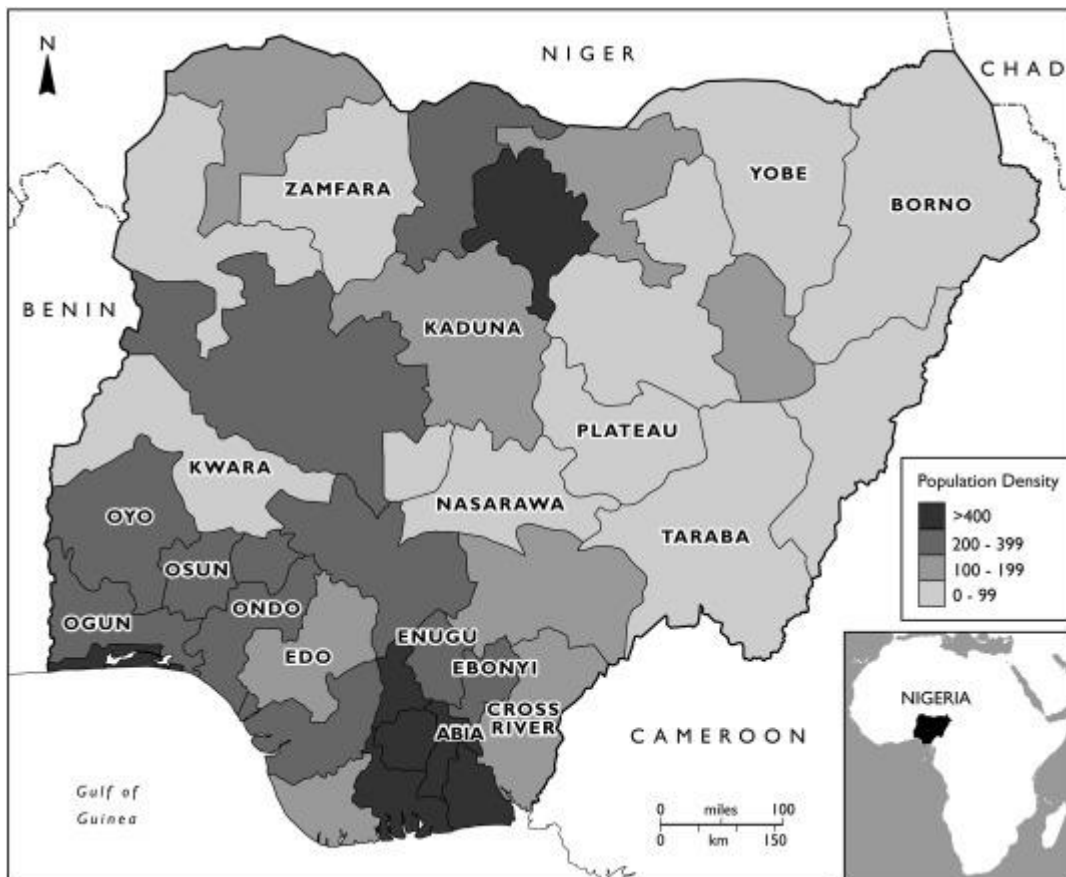 N
NIGER
CHAD
ZAMFARA
YOBE
BORNO
BENIN
KADUNA
PLATEAU
KWARA
NASARAWA
OYO
TARABA
OSUN
OGUN
ONDO
ENUGU
EDO
EBONYI
CROSS
RIVER
ABIA
CAMEROON
Gulf of
Guinea
0 miles 100
0 km 150
Population Density
>400
200 - 399
100 - 199
0 - 99
NIGERIA